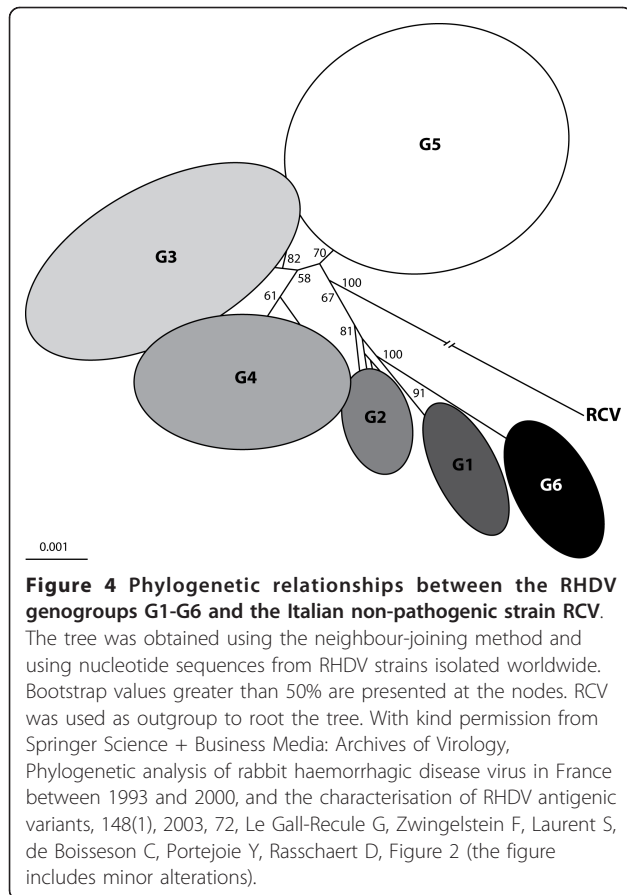 G5
G3
82
70
58
100
61
67
81
100
G4
91
RCV
G2
G1
G6
0.001
Figure 4 Phylogenetic relationships between the RHDV
genogroups G1-G6 and the Italian non-pathogenic strain RCV.
The tree was obtained using the neighbour-joining method and
using nucleotide sequences from RHDV strains isolated worldwide.
Bootstrap values greater than 50% are presented at the nodes. RCV
was used as outgroup to root the tree. With kind permission from
Springer Science + Business Media: Archives of Virology,
Phylogenetic analysis of rabbit haemorrhagic disease virus in France
between 1993 and 2000, and the characterisation of RHDV antigenic
variants, 148(1), 2003, 72, Le Gall-Recule G, Zwingelstein F, Laurent S,
de Boisseson C, Portejoie Y, Rasschaert D, Figure 2 (the figure
includes minor alterations).